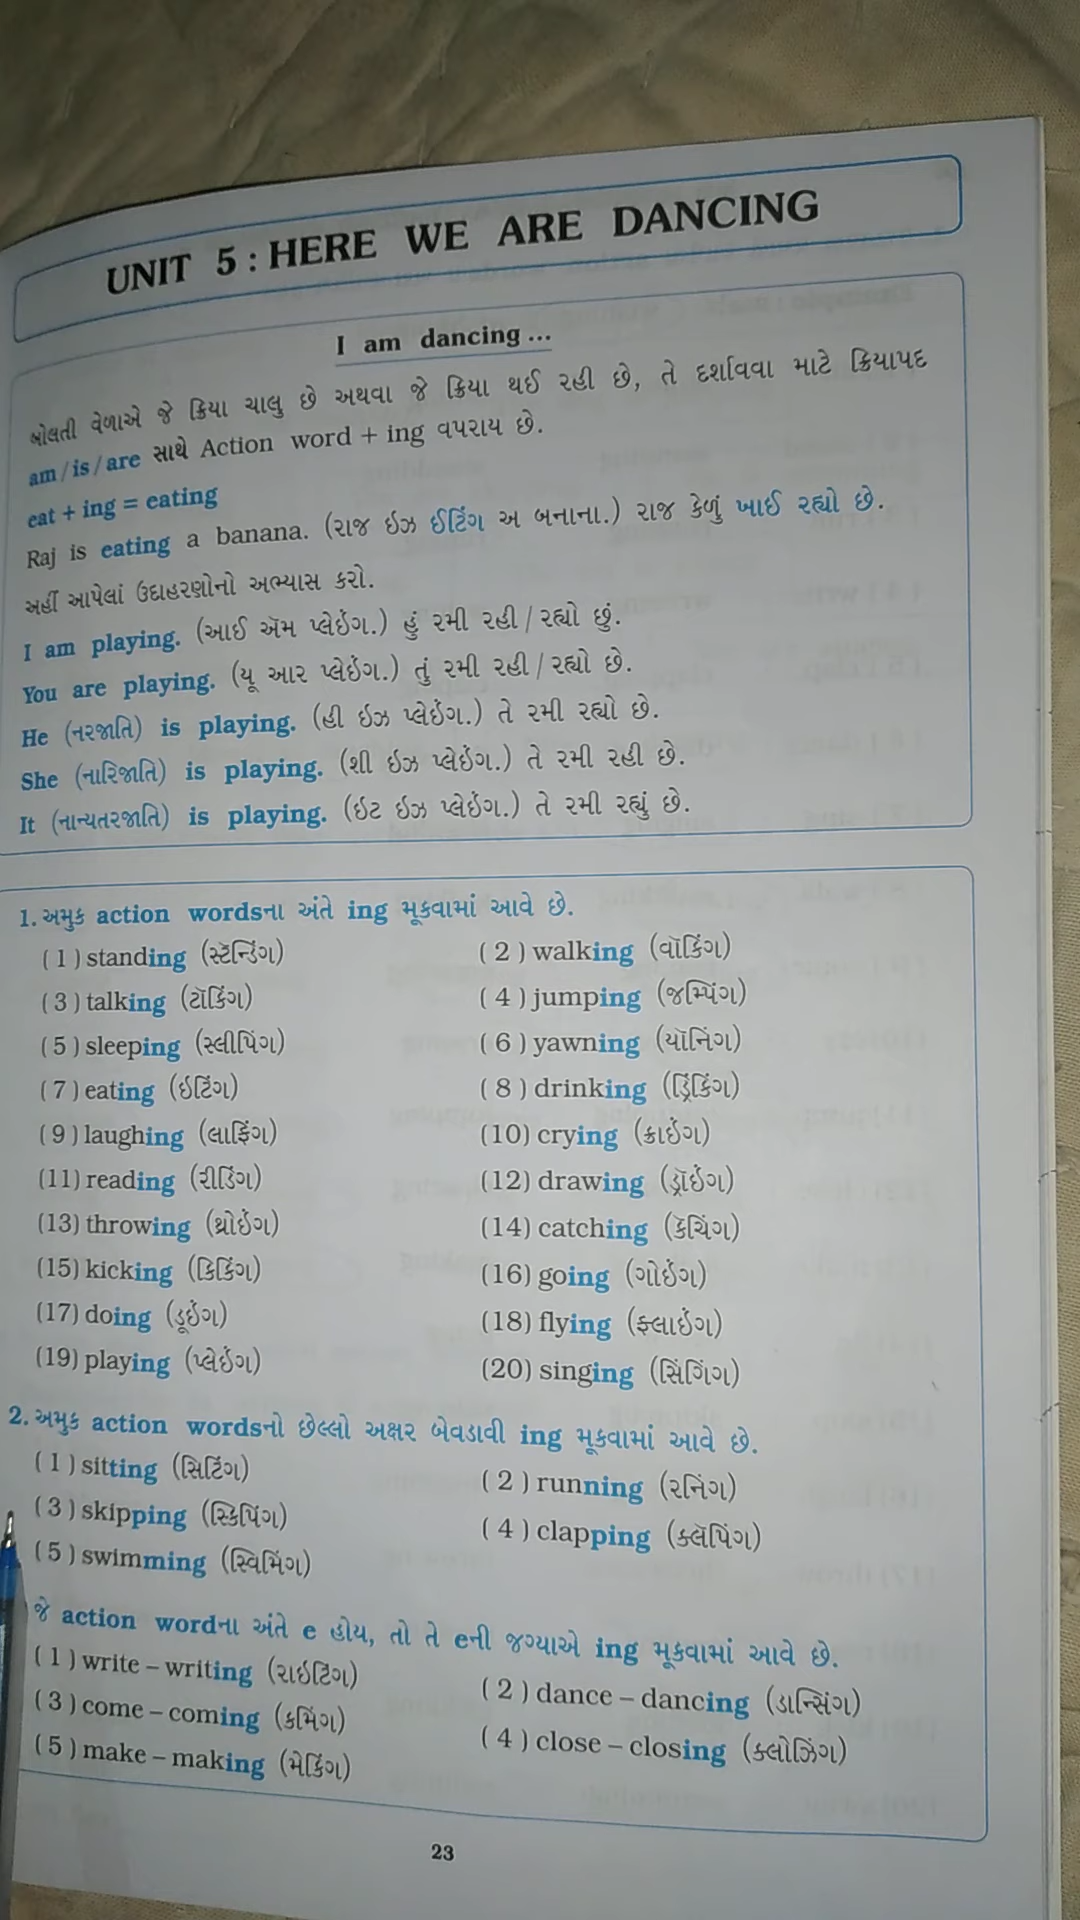 UNIT 5 : HERE WE ARE DANCING
I am dancing ...
બોલતી વેળાએ જે ક્રિયા ચાલુ છે અથવા જે ક્રિયા થઈ રહી છે, તે દર્શાવવા માટે ક્રિયાપદ
am / is / are સાથે Action word + ing વપરાય છે.
eat + ing = eating
Raj is eating a banana. (રાજ ઇઝ ઈટિંગ અ બનાના.) રાજ કેળું ખાઈ રહ્યો છે.
અહીં આપેલાં ઉદાહરણોનો અભ્યાસ કરો.
I am playing. (આઈ ઍમ પ્લેઇંગ.) હું રમી રહી / રહ્યો છું.
You are playing. (યૂ આર પ્લેઇંગ.) તું રમી રહી / રહ્યો છે.
He (નરજાતિ) is playing. (હી ઇઝ પ્લેઇંગ.) તે રમી રહ્યો છે.
She (નારિજાતિ) is playing. (શી ઇઝ પ્લેઇંગ.) તે રમી રહી છે.
It (નાન્યતરજાતિ) is playing. (ઇટ ઇઝ પ્લેઇંગ.) તે રમી રહ્યું છે.
1. અમુક action wordsના અંતે ing મૂકવામાં આવે છે.
( 1 ) standing (સ્ટૅન્ડિંગ) ( 2 ) walking (વૉકિંગ)
( 3 ) talking (ટૉકિંગ) ( 4 ) jumping (જમ્પિંગ)
( 5 ) sleeping (સ્લીપિંગ) ( 6 ) yawning (યૉનિંગ)
( 7 ) eating (ઇટિંગ) ( 8 ) drinking (ડ્રિંકિંગ)
( 9 ) laughing (લાફિંગ) (10) crying (ક્રાઇંગ)
(11) reading (રીડિંગ) (12) drawing (ડ્રૉઇંગ)
(13) throwing (થ્રોઇંગ) (14) catching (કૅચિંગ)
(15) kicking (કિકિંગ) (16) going (ગોઇંગ)
(17) doing (ડૂઇંગ) (18) flying (ફ્લાઇંગ)
(19) playing (પ્લેઇંગ) (20) singing (સિંગિંગ)
2. અમુક action wordsનો છેલ્લો અક્ષર બેવડાવી ing મૂકવામાં આવે છે.
( 1 ) sitting (સિટિંગ) ( 2 ) running (રનિંગ)
( 3 ) skipping (સ્કિપિંગ) ( 4 ) clapping (ક્લૅપિંગ)
( 5 ) swimming (સ્વિમિંગ)
જે action wordના અંતે e હોય, તો તે eની જગ્યાએ ing મૂકવામાં આવે છે.
( 1 ) write – writing (રાઇટિંગ) ( 2 ) dance – dancing (ડાન્સિંગ)
( 3 ) come – coming (કમિંગ) ( 4 ) close – closing (ક્લોઝિંગ)
( 5 ) make – making (મેકિંગ)
23